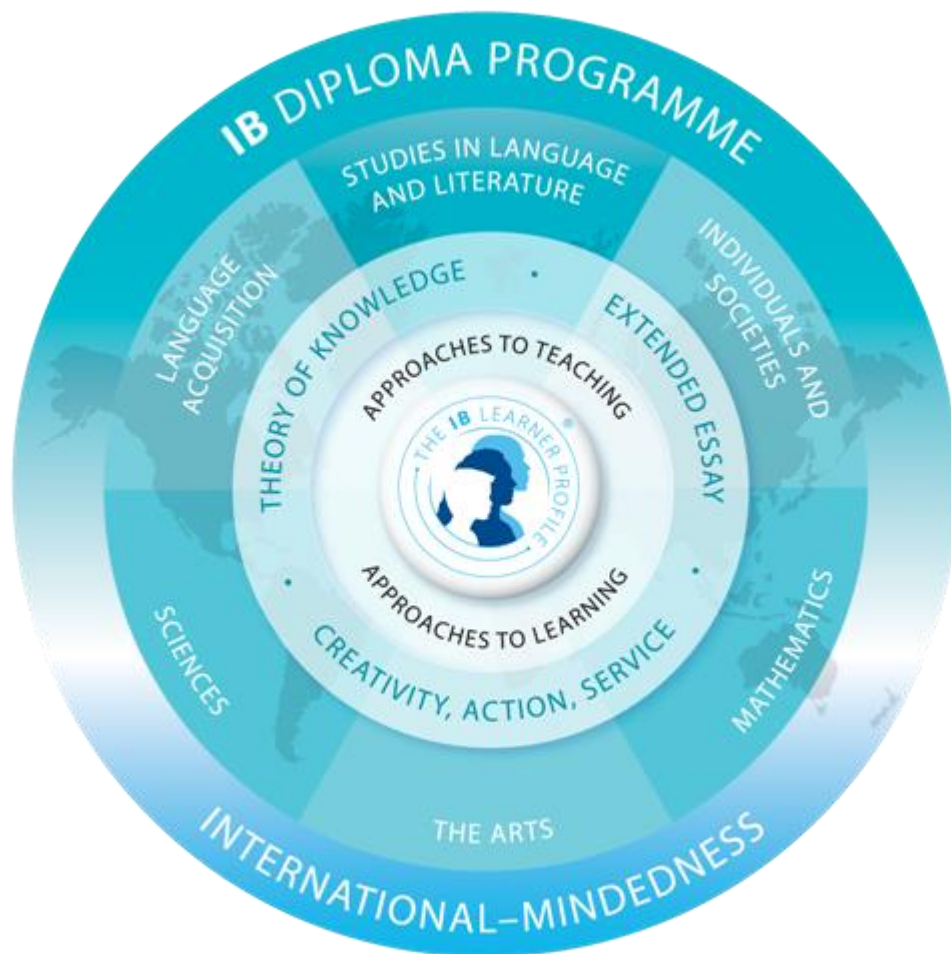 IB DIPLOMA PROGRAMME
STUDIES IN LANGUAGE
AND LITERATURE
LANGUAGE
ACQUISITION
INDIVIDUALS AND
SOCIETIES
THEORY OF KNOWLEDGE
•
EXTENDED ESSAY
APPROACHES TO TEACHING
THE IB LEARNER PROFILE
®
APPROACHES TO LEARNING
•
CREATIVITY, ACTION, SERVICE
•
SCIENCES
MATHEMATICS
THE ARTS
INTERNATIONAL–MINDEDNESS